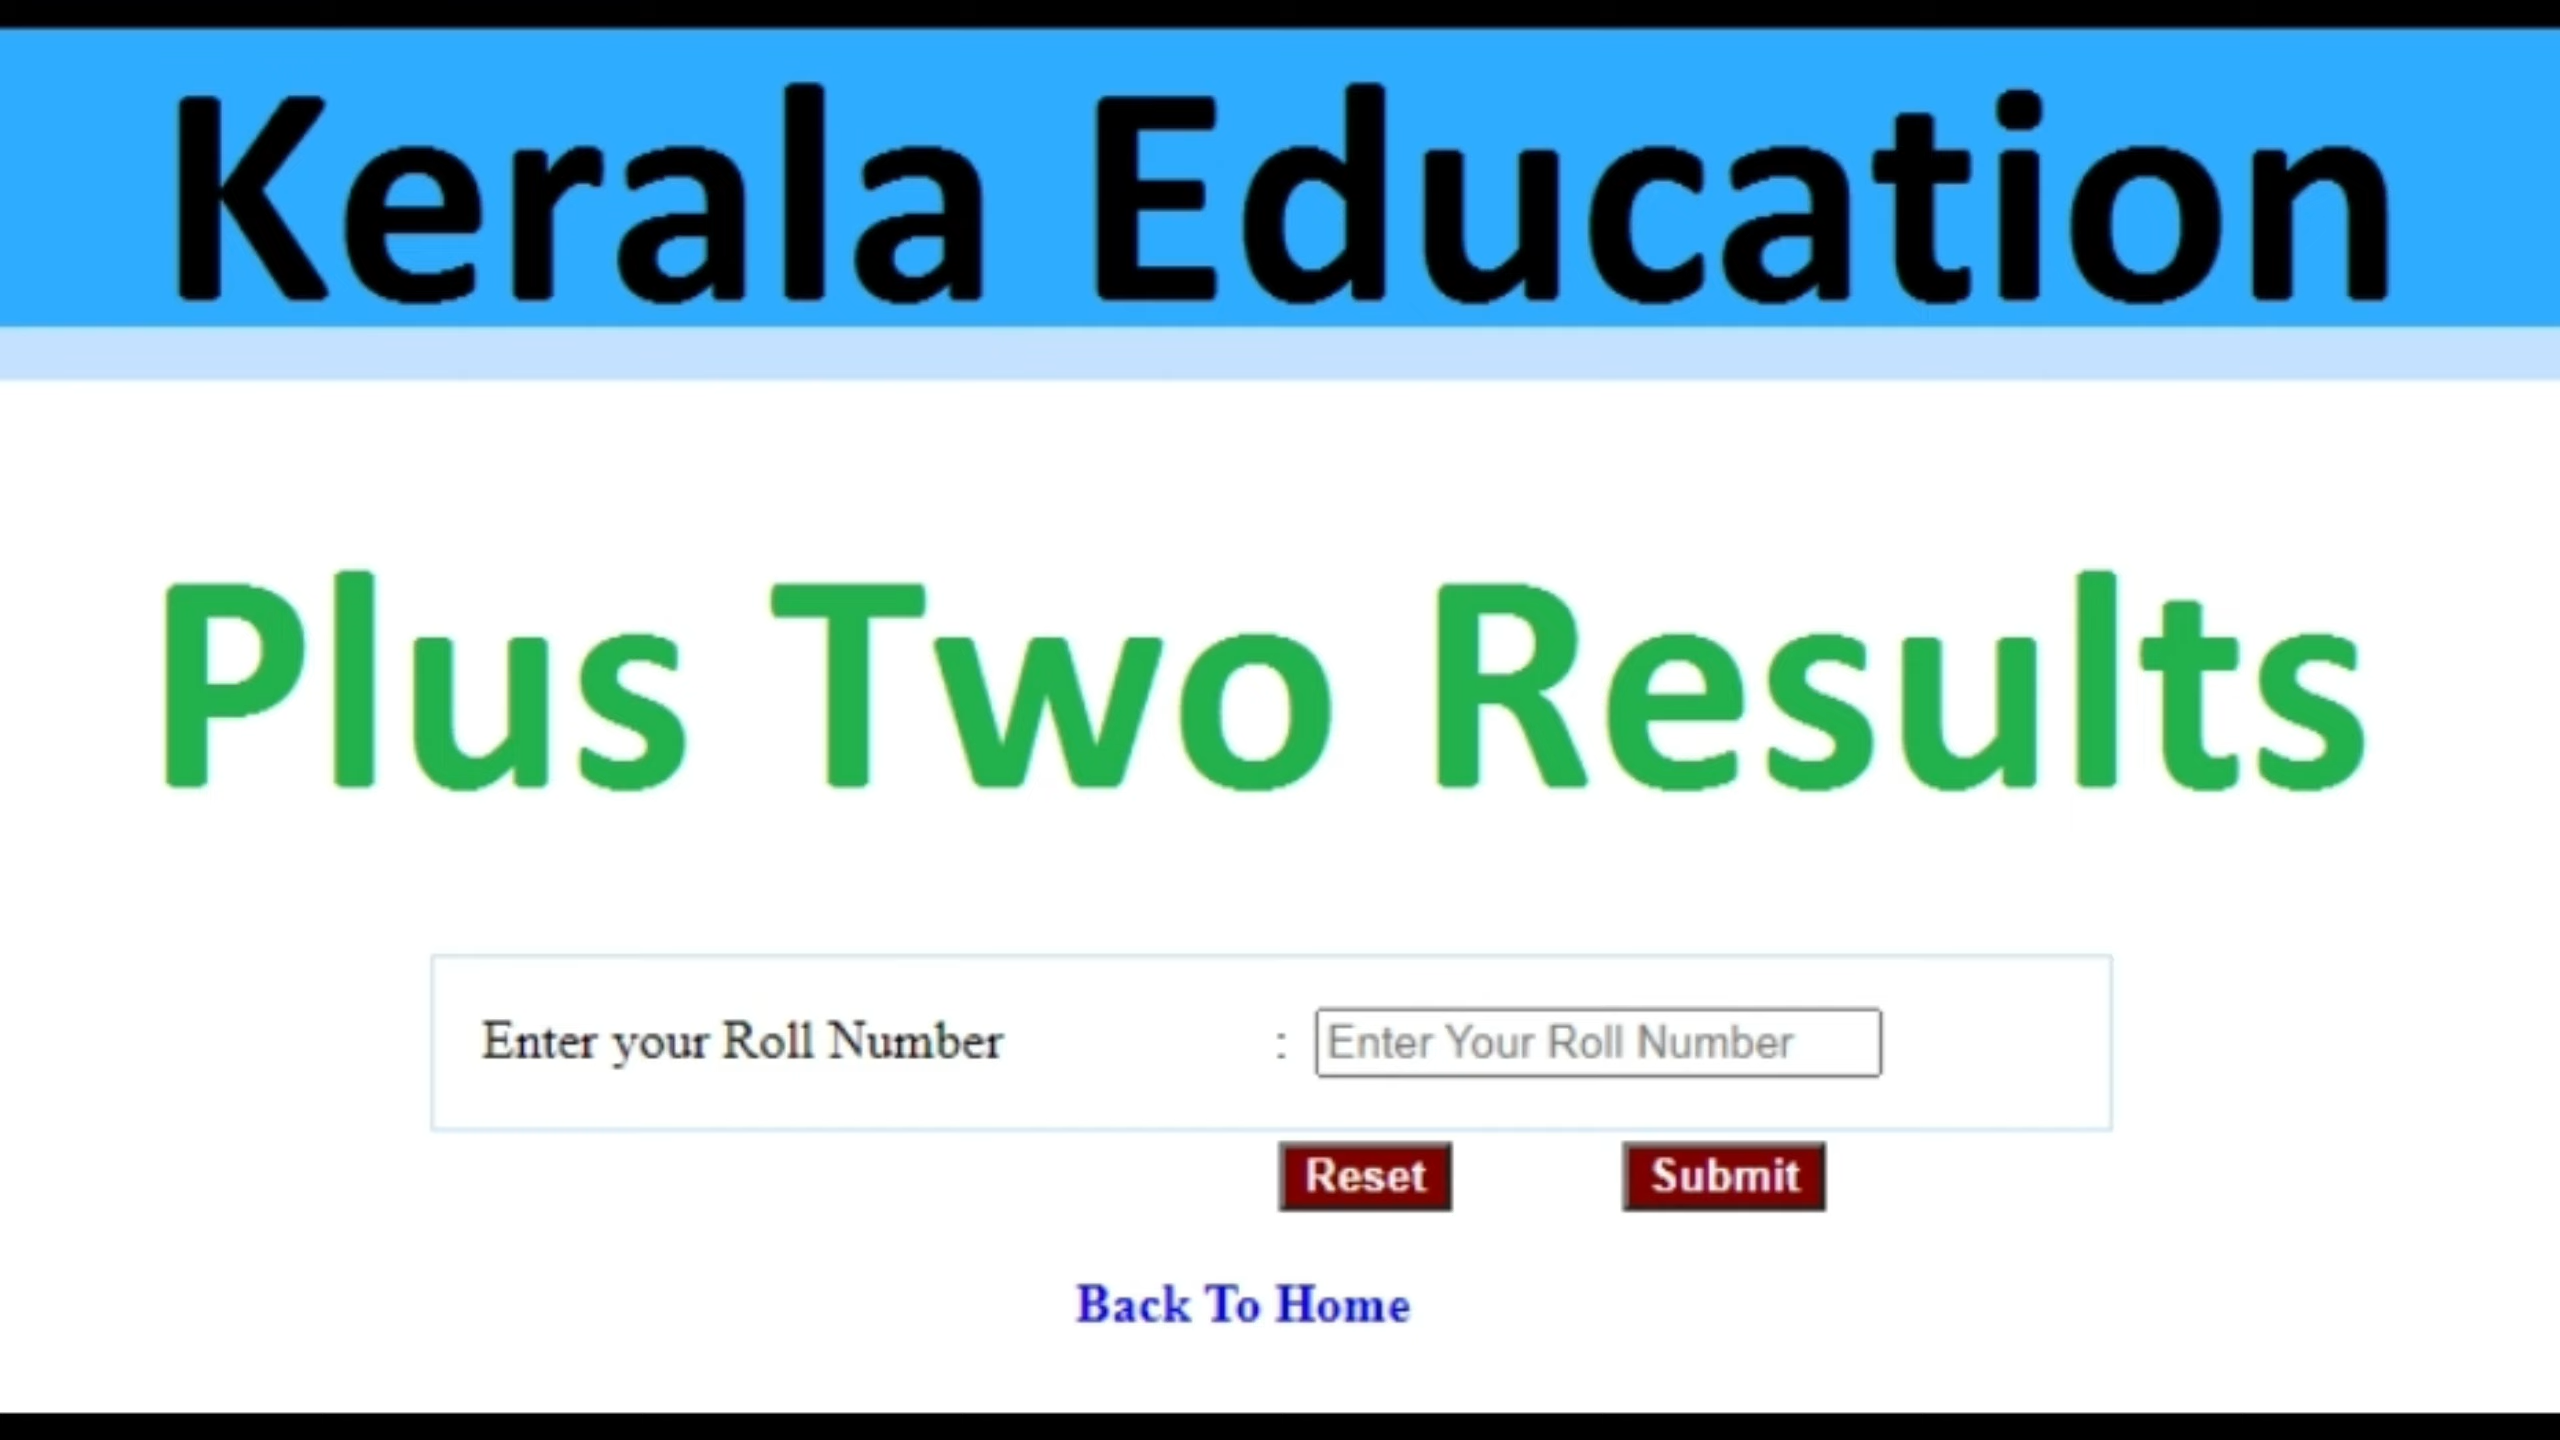 Kerala Education
Plus Two Results
Enter your Roll Number : Enter Your Roll Number
Reset Submit
Back To Home